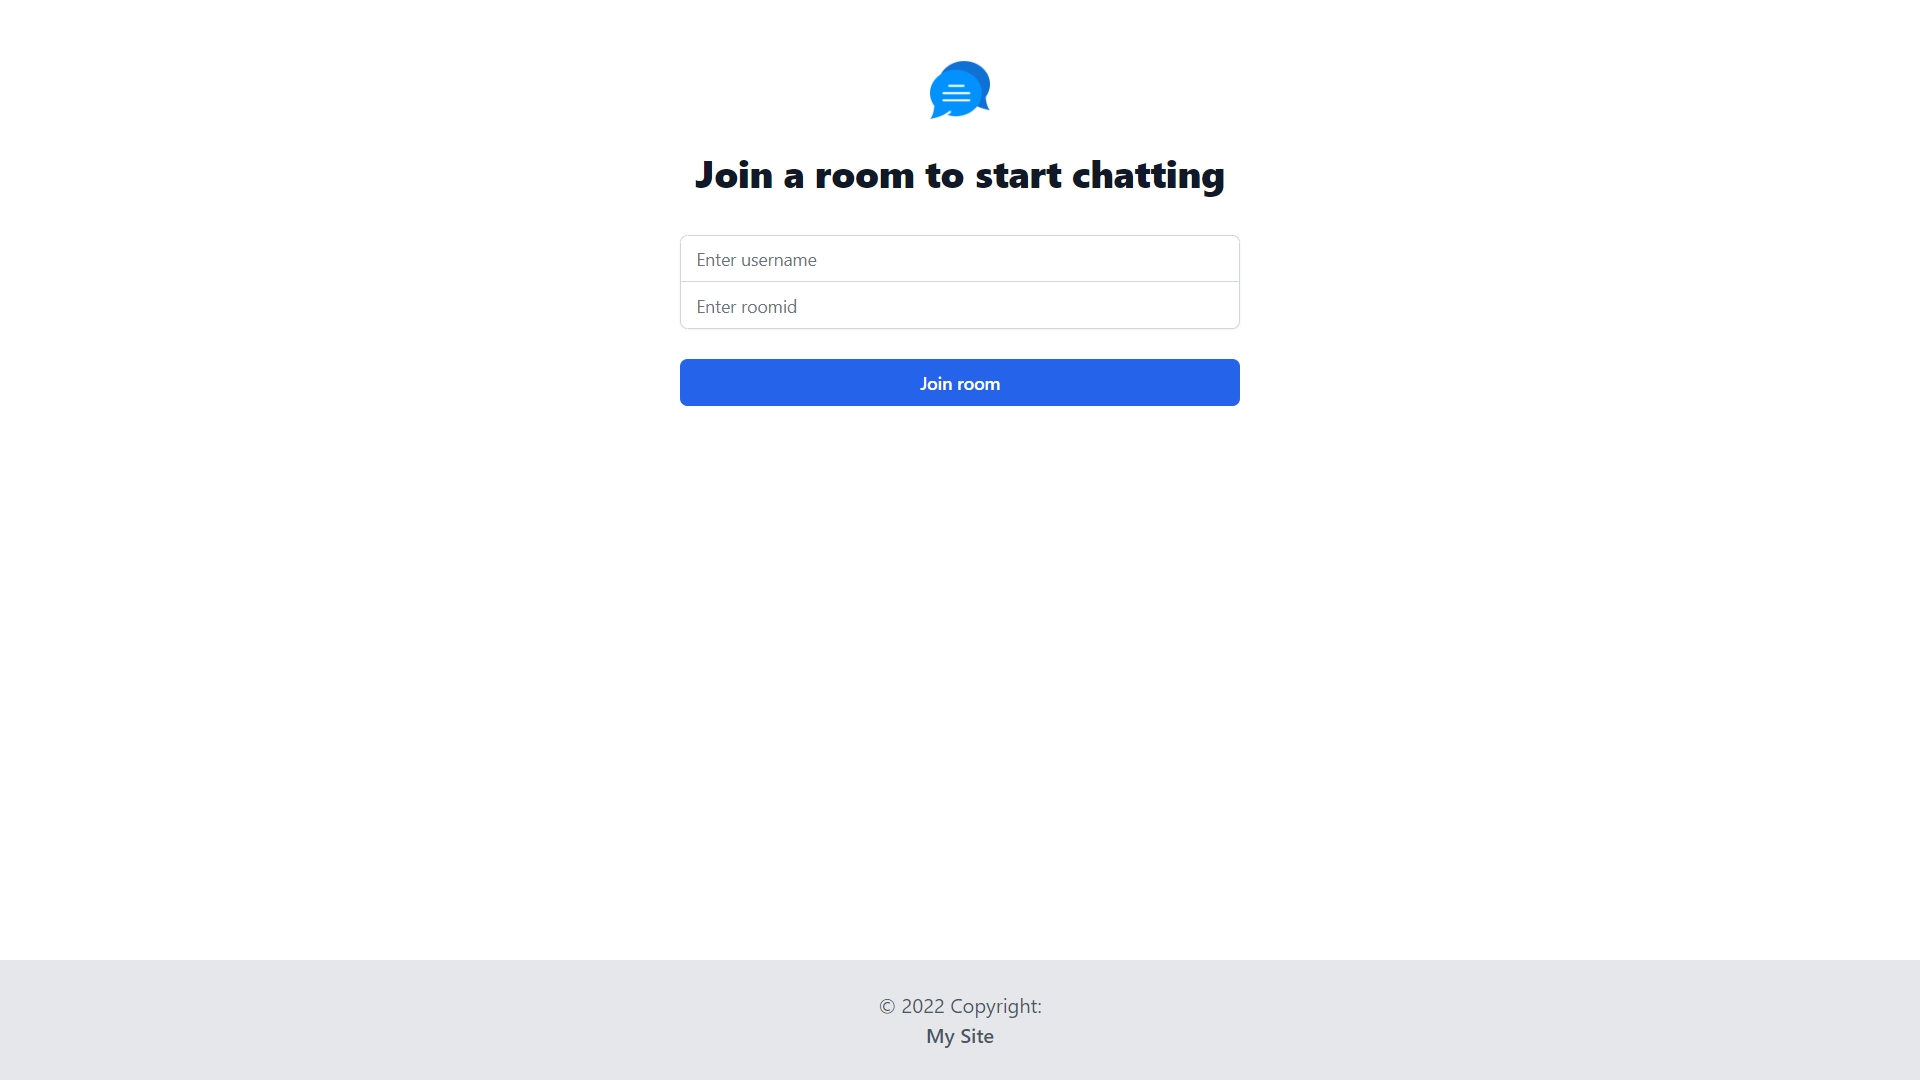 Join a room to start chatting
Enter username
Enter roomid
Join room
© 2022 Copyright:
My Site